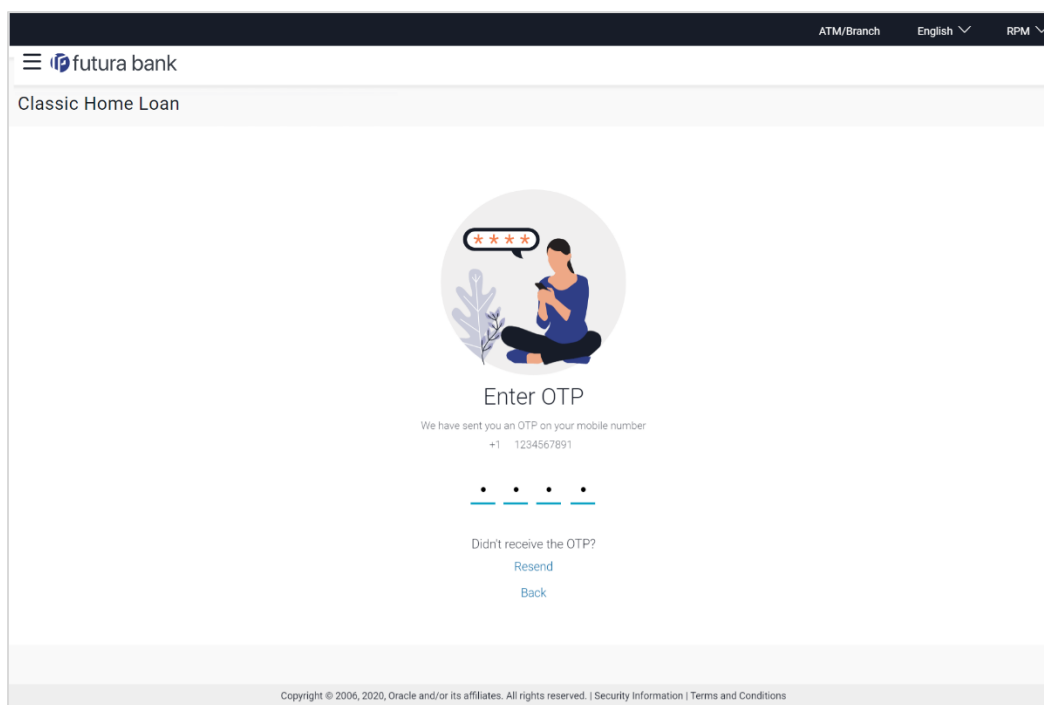 ATM/Branch English RPM
futura bank
Classic Home Loan
* * * *
Enter OTP
We have sent you an OTP on your mobile number
+1 1234567891
• • • •
Didn't receive the OTP?
Resend
Back
Copyright © 2006, 2020, Oracle and/or its affiliates. All rights reserved. | Security Information | Terms and Conditions